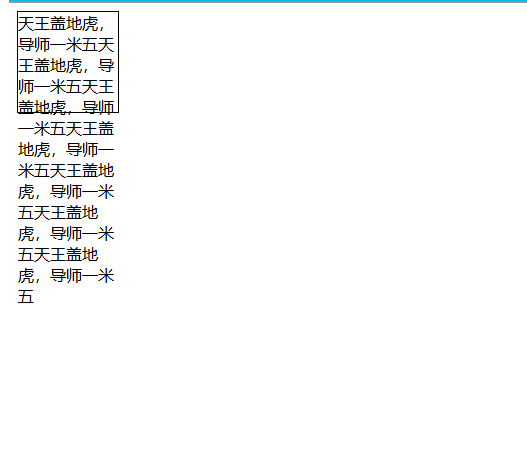 天王盖地虎，
导师一米五天
王盖地虎，导
师一米五天王
盖地虎，导师
一米五天王盖
地虎，导师一
米五天王盖地
虎，导师一米
五天王盖地
虎，导师一米
五天王盖地
虎，导师一米
五